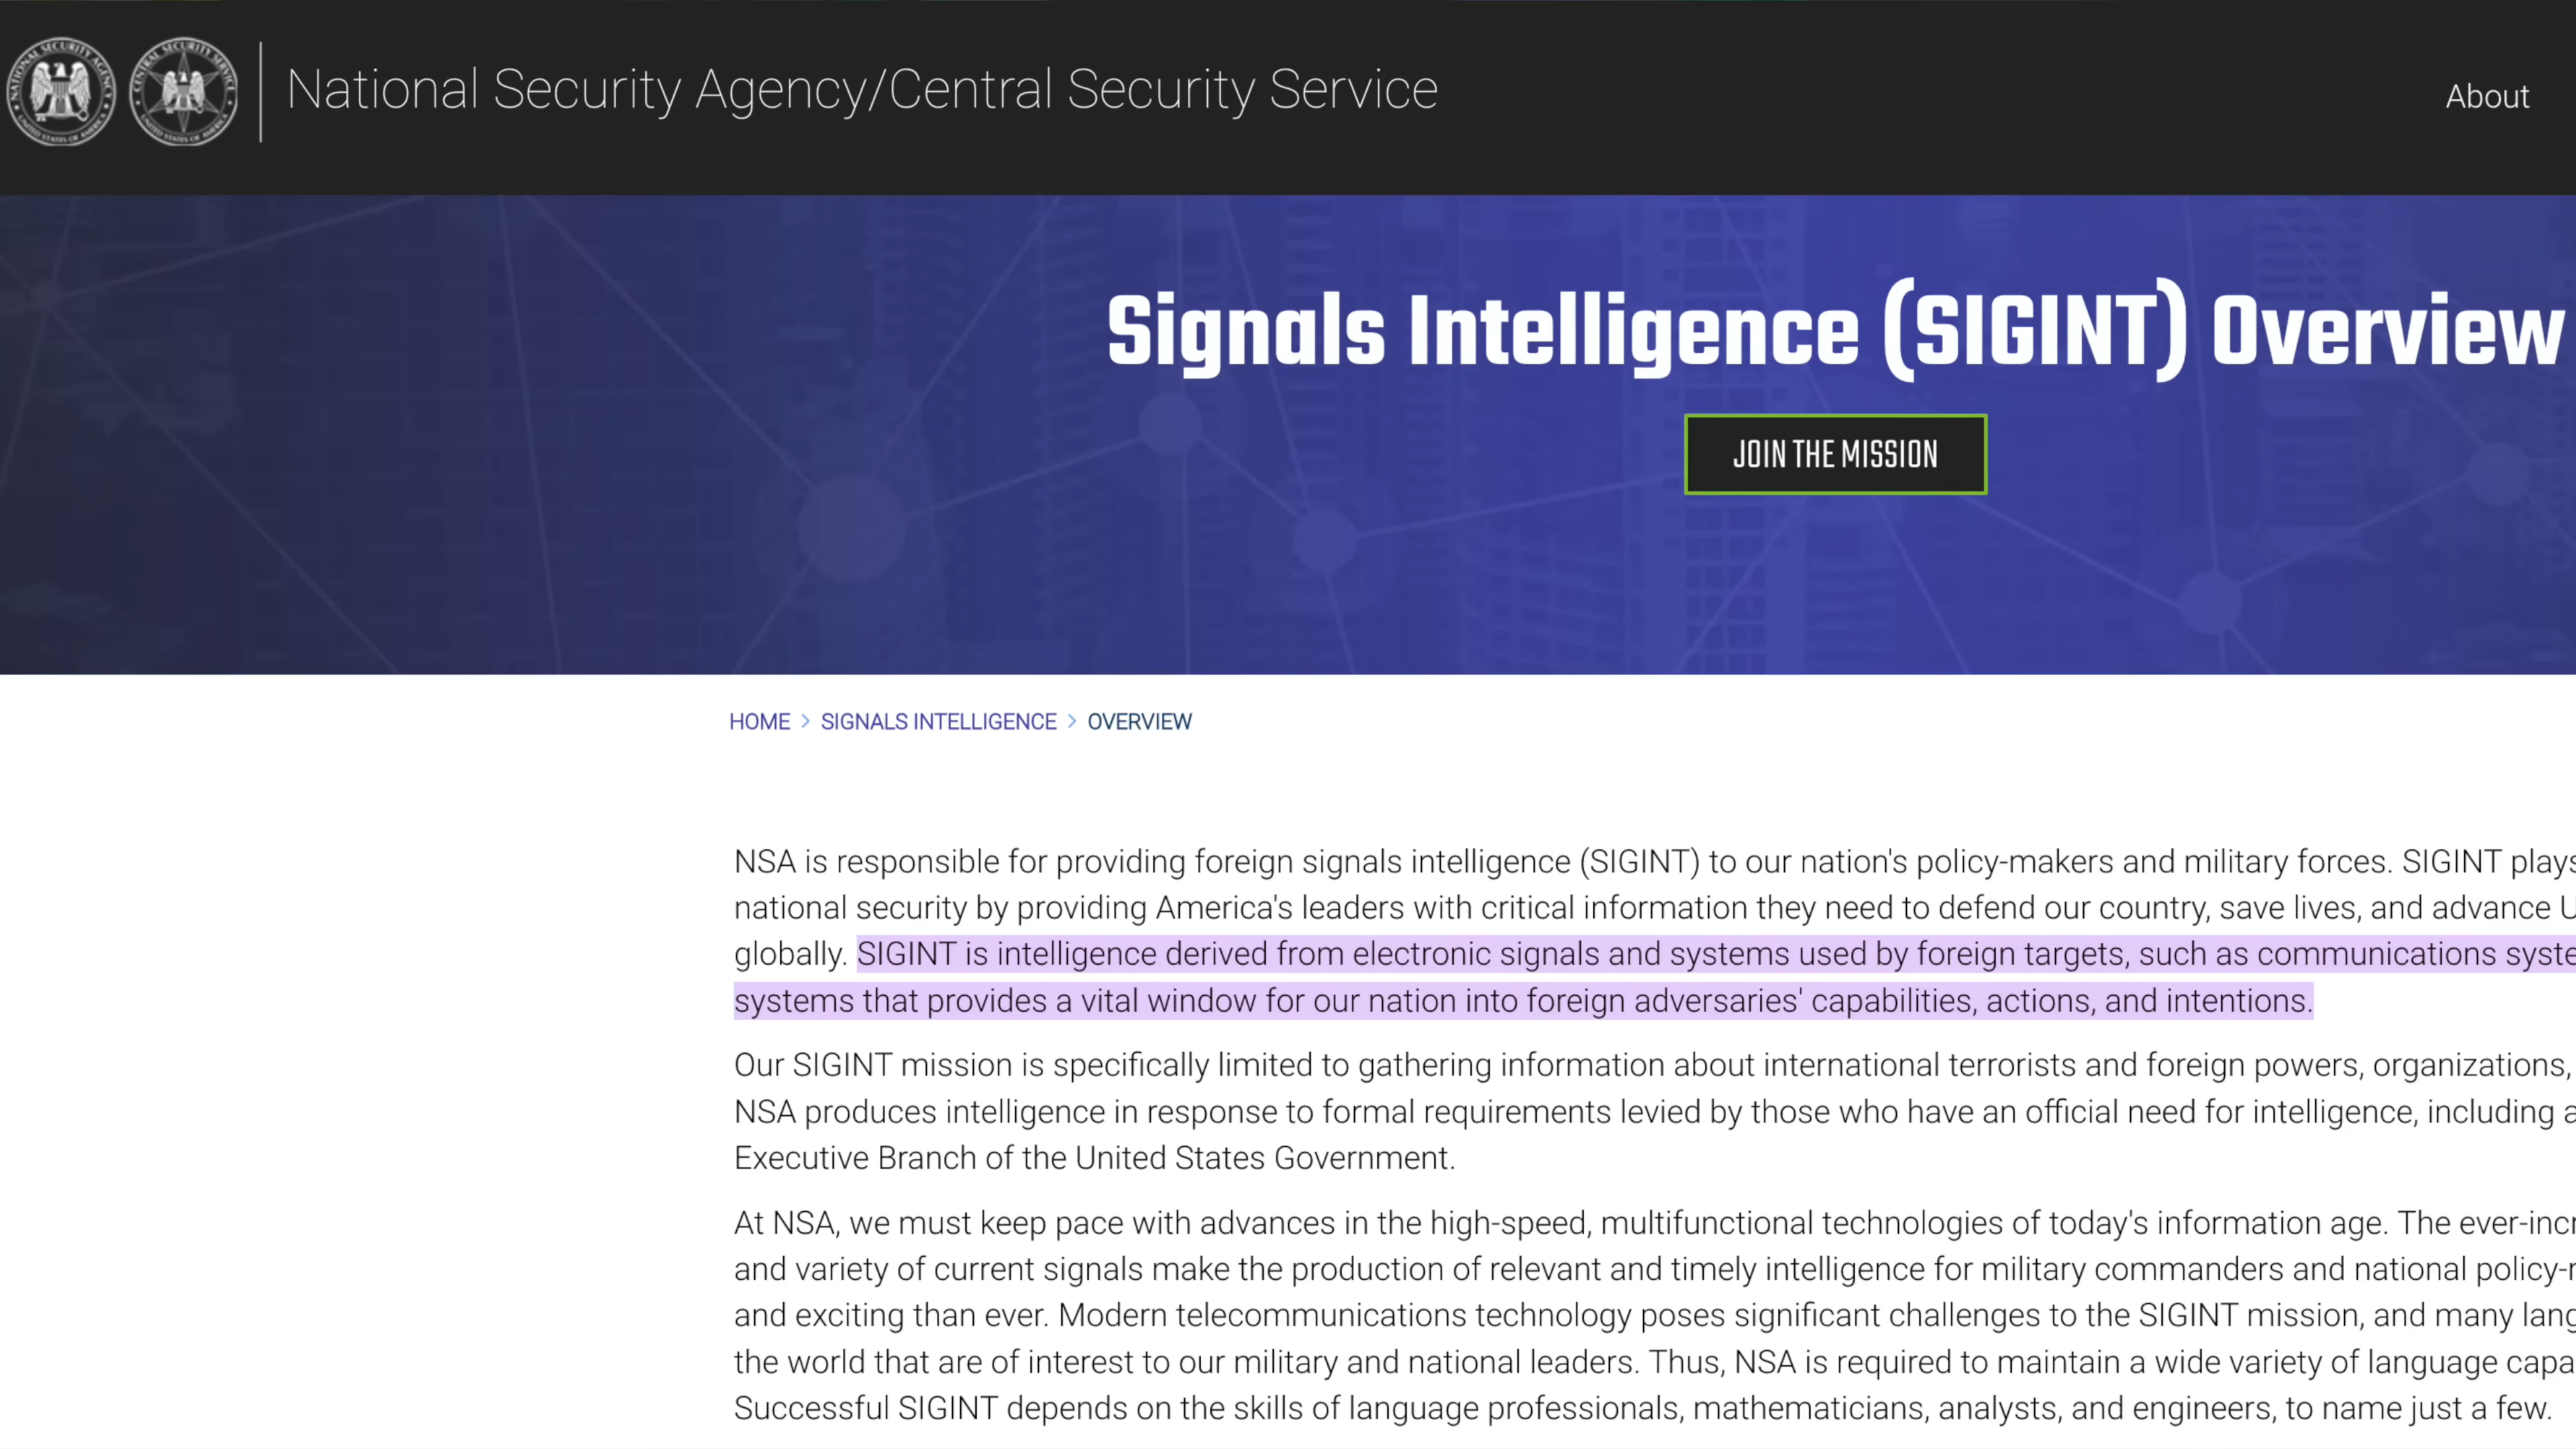 National Security Agency/Central Security Service
About
Signals Intelligence (SIGINT) Overview
JOIN THE MISSION
HOME > SIGNALS INTELLIGENCE > OVERVIEW
NSA is responsible for providing foreign signals intelligence (SIGINT) to our nation's policy-makers and military forces. SIGINT plays
national security by providing America's leaders with critical information they need to defend our country, save lives, and advance U
globally. SIGINT is intelligence derived from electronic signals and systems used by foreign targets, such as communications syste
systems that provides a vital window for our nation into foreign adversaries' capabilities, actions, and intentions.
Our SIGINT mission is specifically limited to gathering information about international terrorists and foreign powers, organizations,
NSA produces intelligence in response to formal requirements levied by those who have an official need for intelligence, including a
Executive Branch of the United States Government.
At NSA, we must keep pace with advances in the high-speed, multifunctional technologies of today's information age. The ever-incr
and variety of current signals make the production of relevant and timely intelligence for military commanders and national policy-
and exciting than ever. Modern telecommunications technology poses significant challenges to the SIGINT mission, and many lang
the world that are of interest to our military and national leaders. Thus, NSA is required to maintain a wide variety of language capa
Successful SIGINT depends on the skills of language professionals, mathematicians, analysts, and engineers, to name just a few.